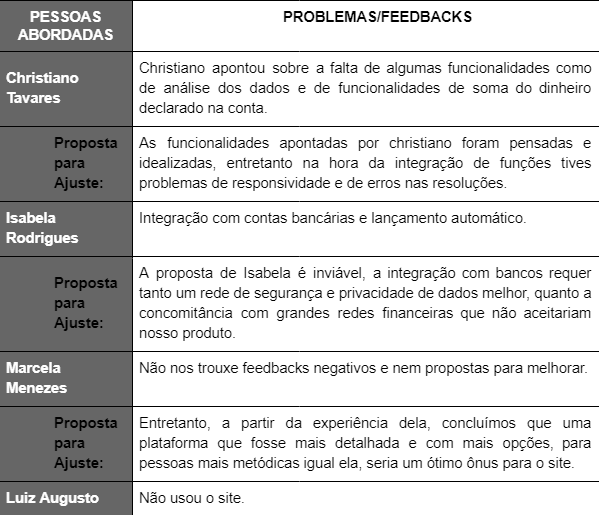 PESSOAS
ABORDADAS
PROBLEMAS/FEEDBACKS
Christiano
Tavares
Christiano apontou sobre a falta de algumas funcionalidades como
de análise dos dados e de funcionalidades de soma do dinheiro
declarado na conta.
Proposta
para
Ajuste:
As funcionalidades apontadas por christiano foram pensadas e
idealizadas, entretanto na hora da integração de funções tives
problemas de responsividade e de erros nas resoluções.
Isabela
Rodrigues
Integração com contas bancárias e lançamento automático.
Proposta
para
Ajuste:
A proposta de Isabela é inviável, a integração com bancos requer
tanto um rede de segurança e privacidade de dados melhor, quanto a
concomitância com grandes redes financeiras que não aceitariam
nosso produto.
Marcela
Menezes
Não nos trouxe feedbacks negativos e nem propostas para melhorar.
Proposta
para
Ajuste:
Entretanto, a partir da experiência dela, concluímos que uma
plataforma que fosse mais detalhada e com mais opções, para
pessoas mais metódicas igual ela, seria um ótimo ônus para o site.
Luiz Augusto
Não usou o site.